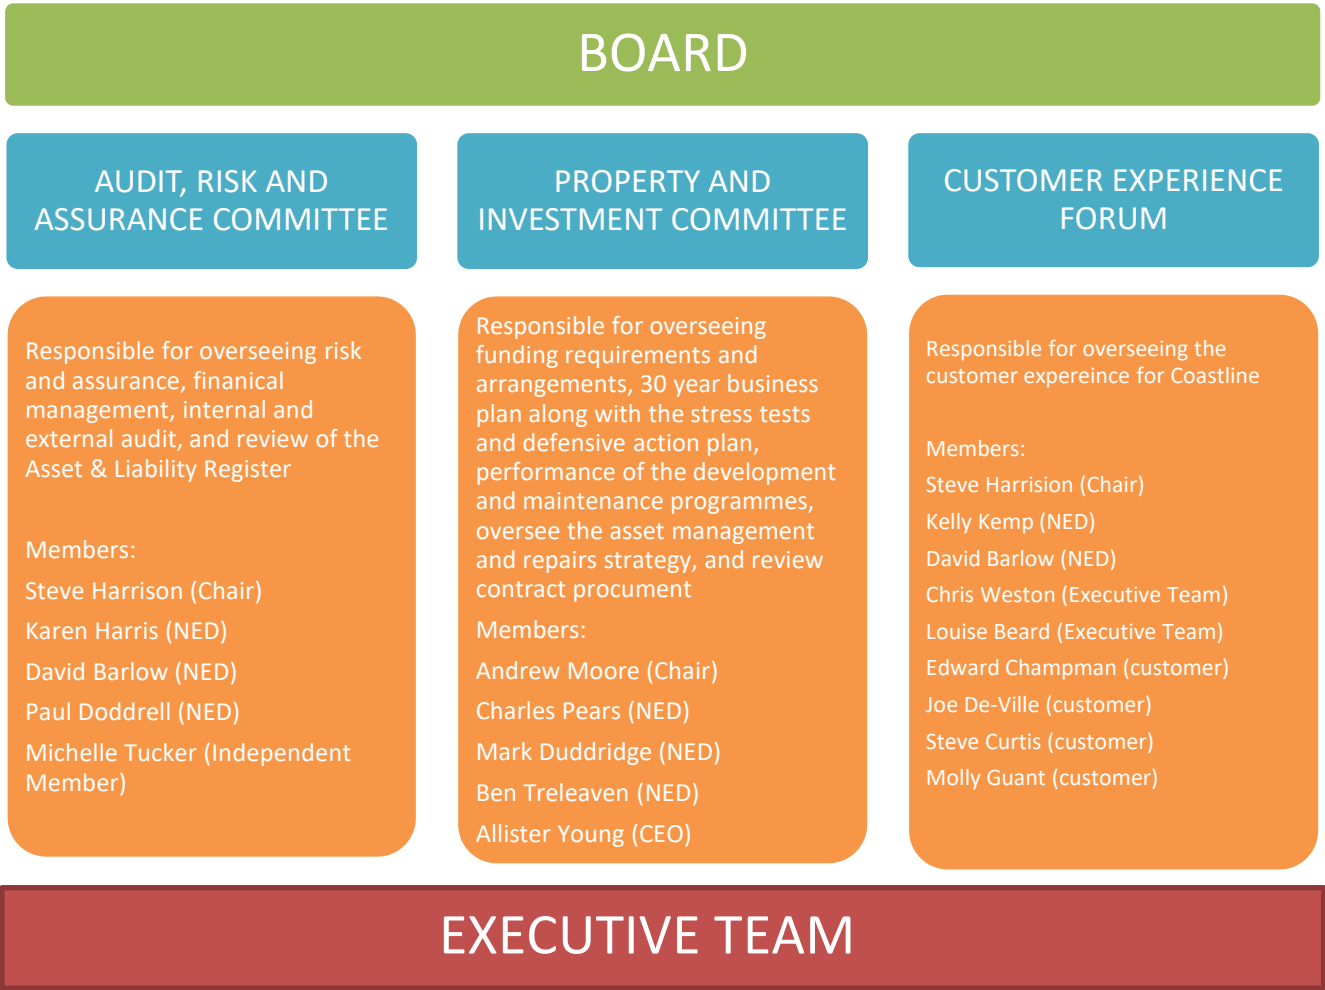 BOARD
AUDIT, RISK AND
ASSURANCE COMMITTEE
Responsible for overseeing risk
and assurance, finanical
management, internal and
external audit, and review of the
Asset & Liability Register
Members:
Steve Harrison (Chair)
Karen Harris (NED)
David Barlow (NED)
Paul Doddrell (NED)
Michelle Tucker (Independent
Member)
PROPERTY AND
INVESTMENT COMMITTEE
Responsible for overseeing
funding requirements and
arrangements, 30 year business
plan along with the stress tests
and defensive action plan,
performance of the development
and maintenance programmes,
oversee the asset management
and repairs strategy, and review
contract procument
Members:
Andrew Moore (Chair)
Charles Pears (NED)
Mark Duddridge (NED)
Ben Treleaven (NED)
Allister Young (CEO)
CUSTOMER EXPERIENCE
FORUM
Responsible for overseeing the
customer expereince for Coastline
Members:
Steve Harrision (Chair)
Kelly Kemp (NED)
David Barlow (NED)
Chris Weston (Executive Team)
Louise Beard (Executive Team)
Edward Champman (customer)
Joe De-Ville (customer)
Steve Curtis (customer)
Molly Guant (customer)
EXECUTIVE TEAM